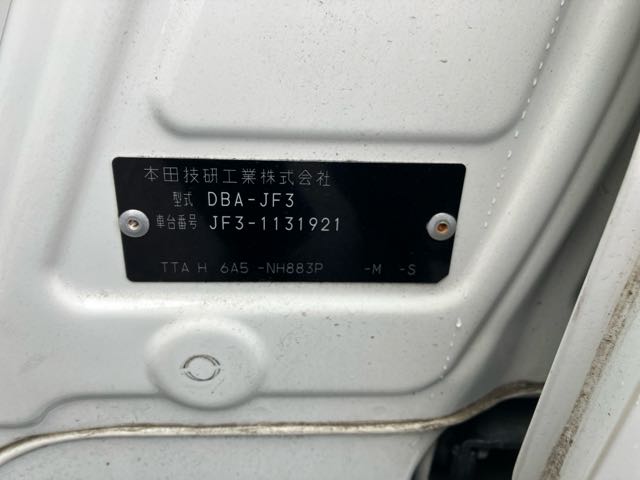 本田技研工業株式会社
型式 DBA-JF3
車台番号 JF3-1131921
TTA H 6A5 -NH883P -M -S